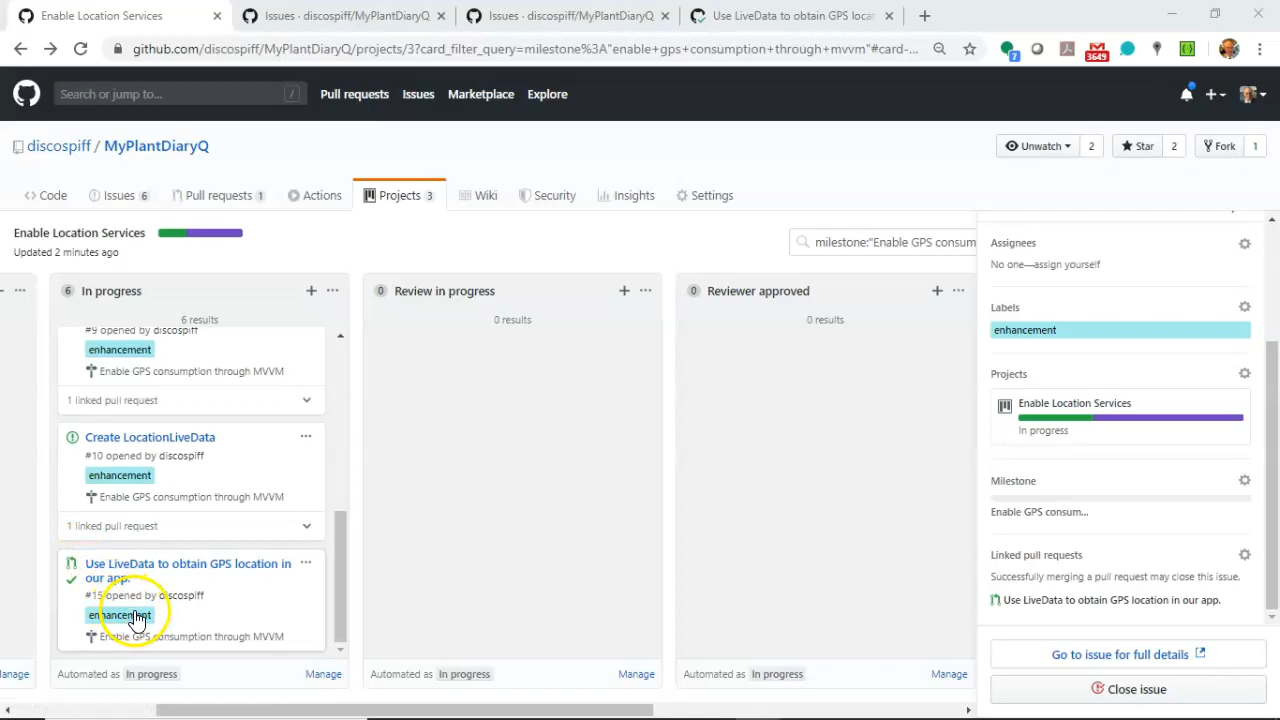 Enable Location Services
Issues · discospiff/MyPlantDiaryQ
Issues · discospiff/MyPlantDiaryQ
Use LiveData to obtain GPS locat
github.com/discospiff/MyPlantDiaryQ/projects/3?card_filter_query=milestone%3A"enable+gps+consumption+through+mvvm"#card-...
7
3649
Search or jump to... /
Pull requests Issues Marketplace Explore
discospiff / MyPlantDiaryQ
Unwatch 2 Star 2 Fork 1
Code Issues 6 Pull requests 1 Actions Projects 3 Wiki Security Insights Settings
Enable Location Services
Updated 2 minutes ago
milestone:"Enable GPS consum
6 In progress
6 results
#9 opened by discospiff
enhancement
Enable GPS consumption through MVVM
1 linked pull request
Create LocationLiveData
#10 opened by discospiff
enhancement
Enable GPS consumption through MVVM
1 linked pull request
Use LiveData to obtain GPS location in
our app.
#15 opened by discospiff
enhancement
Enable GPS consumption through MVVM
Manage
Automated as In progress Manage
0 Review in progress
0 results
Automated as In progress Manage
0 Reviewer approved
0 results
Automated as In progress Manage
Assignees
No one—assign yourself
Labels
enhancement
Projects
Enable Location Services
In progress
Milestone
Enable GPS consum...
Linked pull requests
Successfully merging a pull request may close this issue.
Use LiveData to obtain GPS location in our app.
Go to issue for full details
Close issue